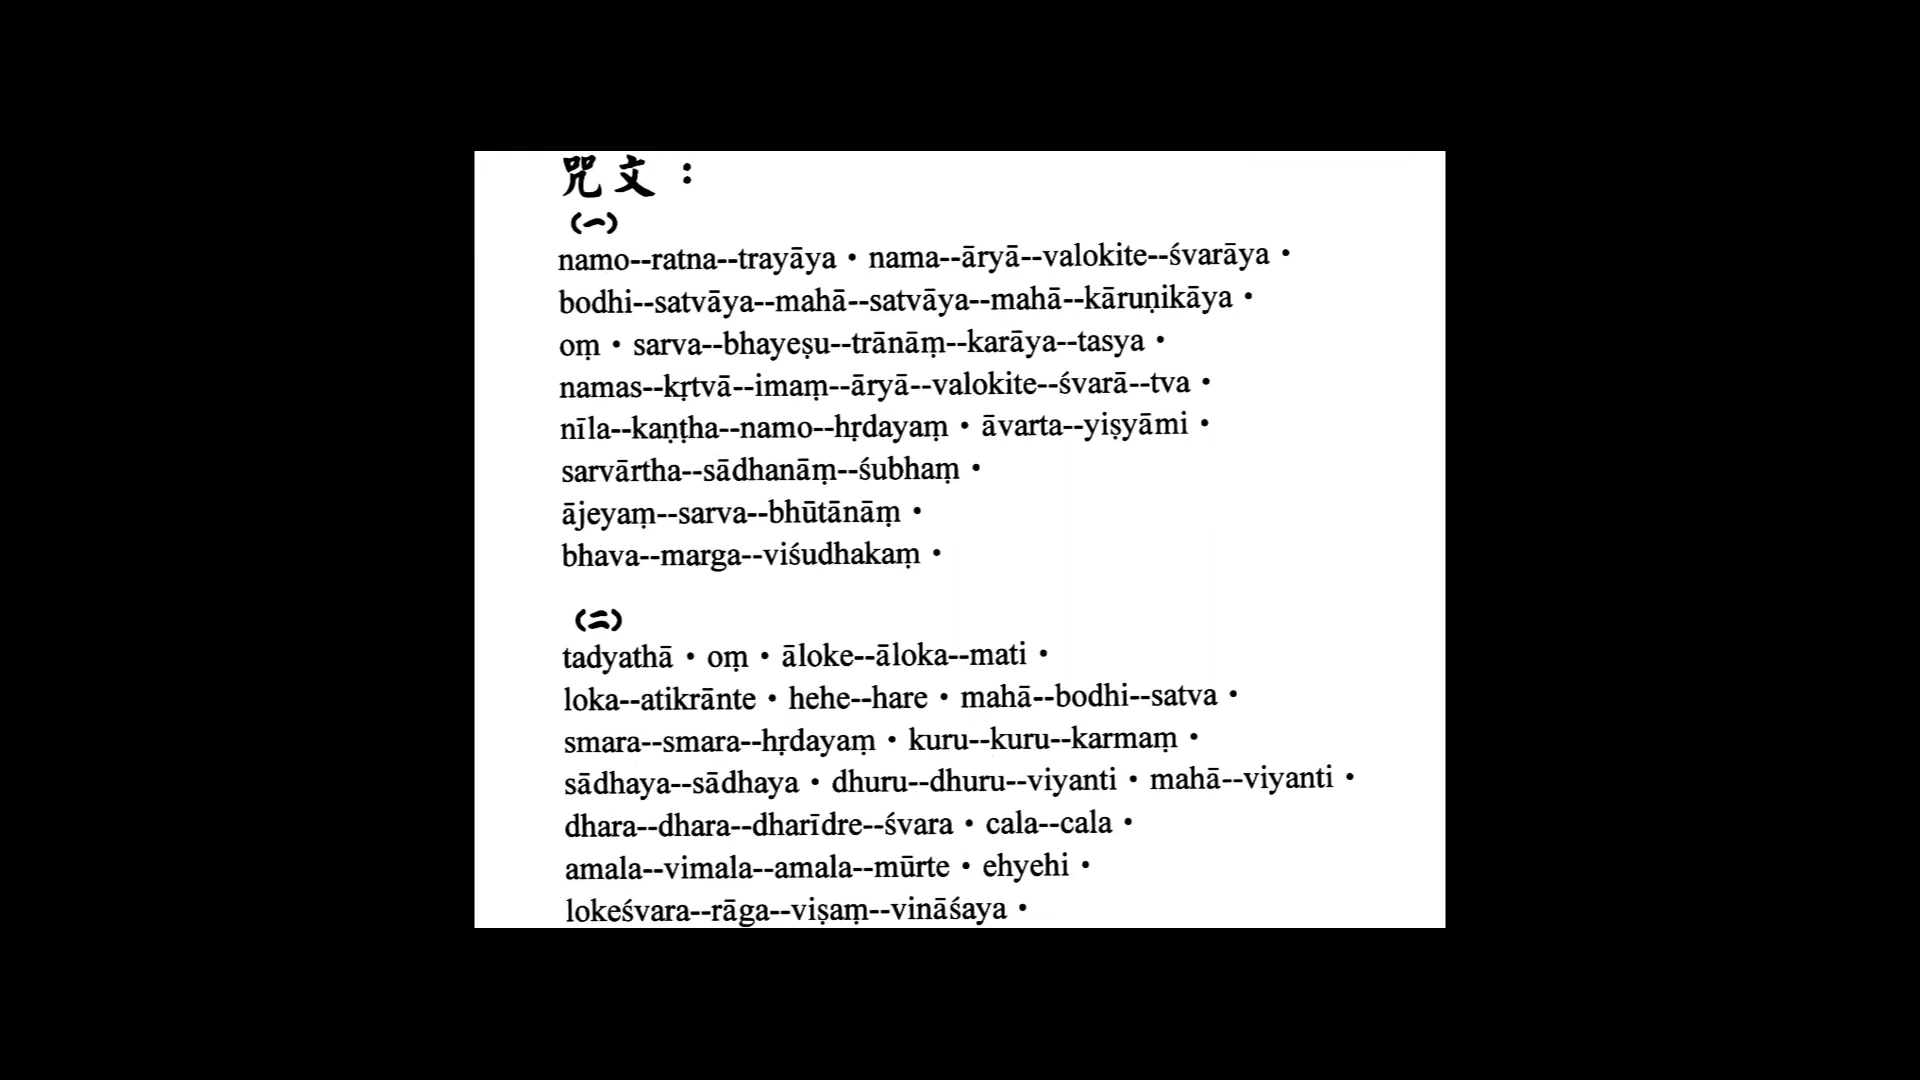 咒文：
(一)
namo--ratna--trayāya • nama--āryā--valokite--śvarāya •
bodhi--satvāya--mahā--satvāya--mahā--kāruṇikāya •
oṃ • sarva--bhayeṣu--trānāṃ--karāya--tasya •
namas--kṛtvā--imaṃ--āryā--valokite--śvarā--tva •
nīla--kaṇṭha--namo--hṛdayaṃ • āvarta--yiṣyāmi •
sarvārtha--sādhanāṃ--śubhaṃ •
ājeyaṃ--sarva--bhūtānāṃ •
bhava--marga--viśudhakaṃ •
(二)
tadyathā • oṃ • āloke--āloka--mati •
loka--atikrānte • hehe--hare • mahā--bodhi--satva •
smara--smara--hṛdayaṃ • kuru--kuru--karmaṃ •
sādhaya--sādhaya • dhuru--dhuru--viyanti • mahā--viyanti •
dhara--dhara--dharīdre--śvara • cala--cala •
amala--vimala--amala--mūrte • ehyehi •
lokeśvara--rāga--viṣaṃ--vināśaya •